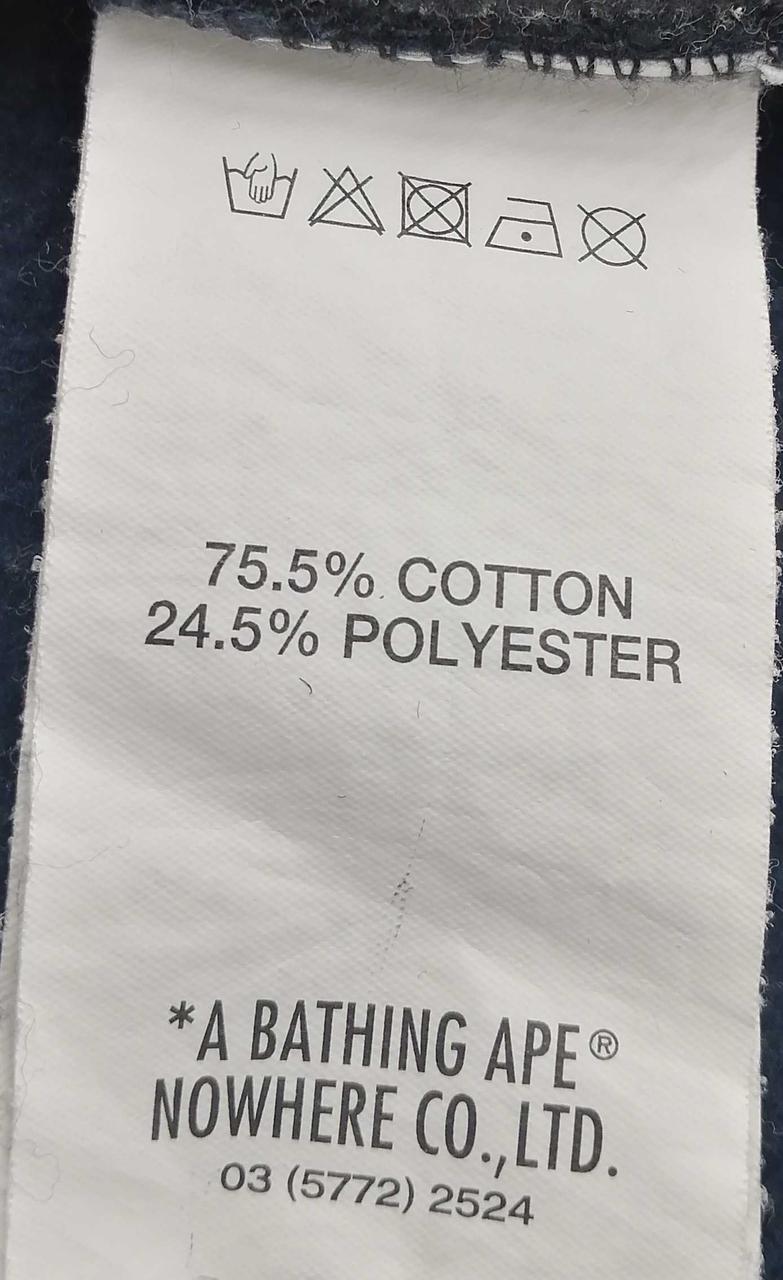 75.5% COTTON
24.5% POLYESTER
*A BATHING APE®
NOWHERE CO.,LTD.
03 (5772) 2524